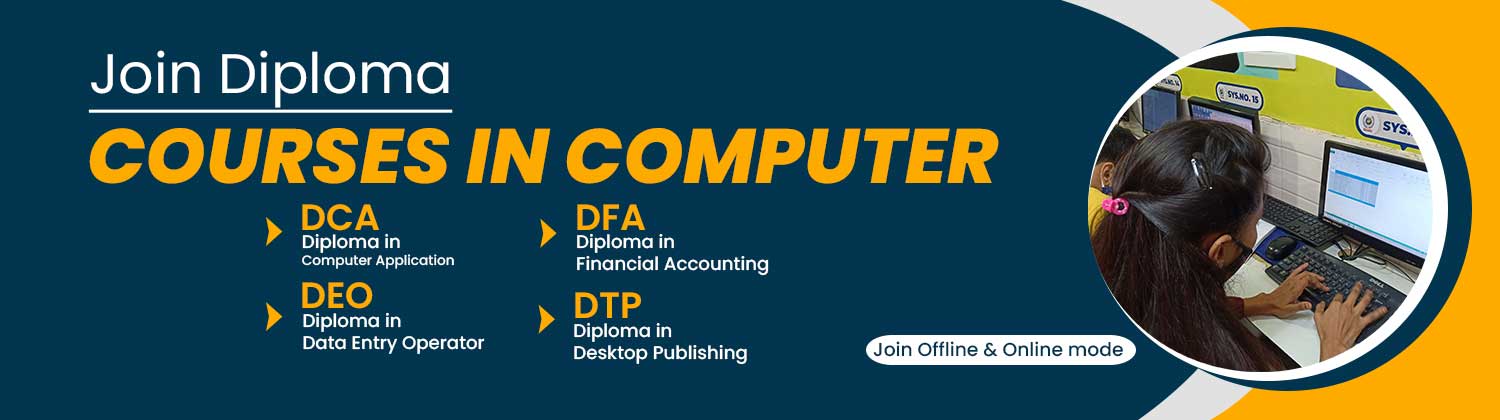 Join Diploma
COURSES IN COMPUTER
DCA
Diploma in
Computer Application
DEO
Diploma in
Data Entry Operator
DFA
Diploma in
Financial Accounting
DTP
Diploma in
Desktop Publishing
Join Offline & Online mode
SYS.NO. 15
SYS.
DELL